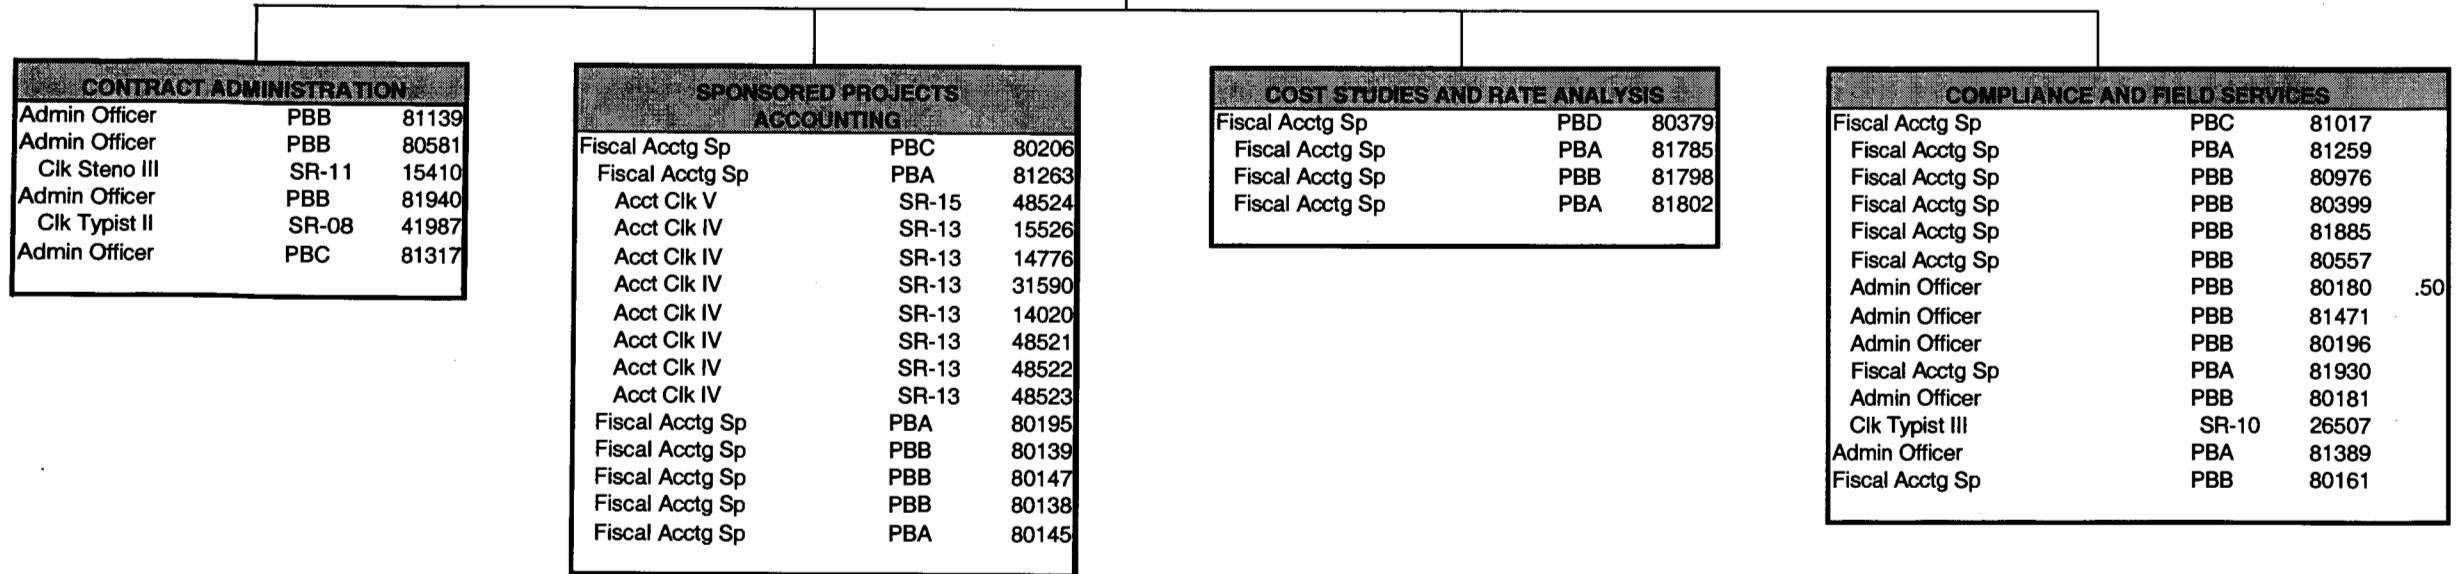 CONTRACT ADMINISTRATION
Admin Officer PBB 81139
Admin Officer PBB 80581
Clk Steno III SR-11 15410
Admin Officer PBB 81940
Clk Typist II SR-08 41987
Admin Officer PBC 81317
SPONSORED PROJECTS
ACCOUNTING
Fiscal Acctg Sp PBC 80206
Fiscal Acctg Sp PBA 81263
Acct Clk V SR-15 48524
Acct Clk IV SR-13 15526
Acct Clk IV SR-13 14776
Acct Clk IV SR-13 31590
Acct Clk IV SR-13 14020
Acct Clk IV SR-13 48521
Acct Clk IV SR-13 48522
Acct Clk IV SR-13 48523
Fiscal Acctg Sp PBA 80195
Fiscal Acctg Sp PBB 80139
Fiscal Acctg Sp PBB 80147
Fiscal Acctg Sp PBB 80138
Fiscal Acctg Sp PBA 80145
COST STUDIES AND RATE ANALYSIS
Fiscal Acctg Sp PBD 80379
Fiscal Acctg Sp PBA 81785
Fiscal Acctg Sp PBB 81798
Fiscal Acctg Sp PBA 81802
COMPLIANCE AND FIELD SERVICES
Fiscal Acctg Sp PBC 81017
Fiscal Acctg Sp PBA 81259
Fiscal Acctg Sp PBB 80976
Fiscal Acctg Sp PBB 80399
Fiscal Acctg Sp PBB 81885
Fiscal Acctg Sp PBB 80557
Admin Officer PBB 80180 .50
Admin Officer PBB 81471
Admin Officer PBB 80196
Fiscal Acctg Sp PBA 81930
Admin Officer PBB 80181
Clk Typist III SR-10 26507
Admin Officer PBA 81389
Fiscal Acctg Sp PBB 80161